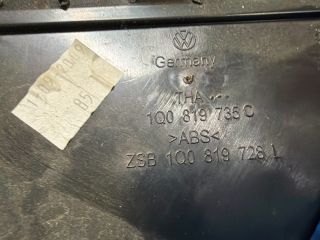 Germany
THA
1Q0 819 735 C
>ABS<
ZSB 1Q0 819 728 L